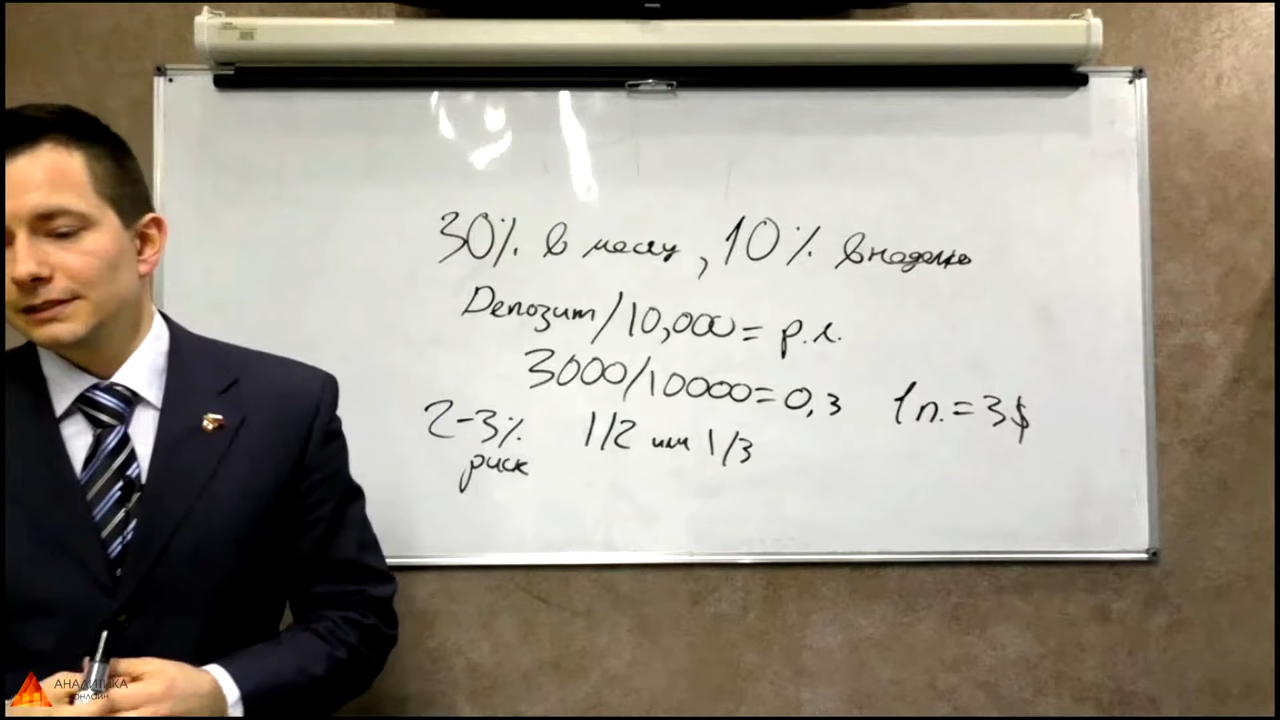 30% в месяц, 10% в неделю
Депозит/10,000= р.л.
3000/10000=0,3 1п.=3$
2-3% 1/2 или 1/3
риск
АНАЛИТИКА
ОНЛАЙН